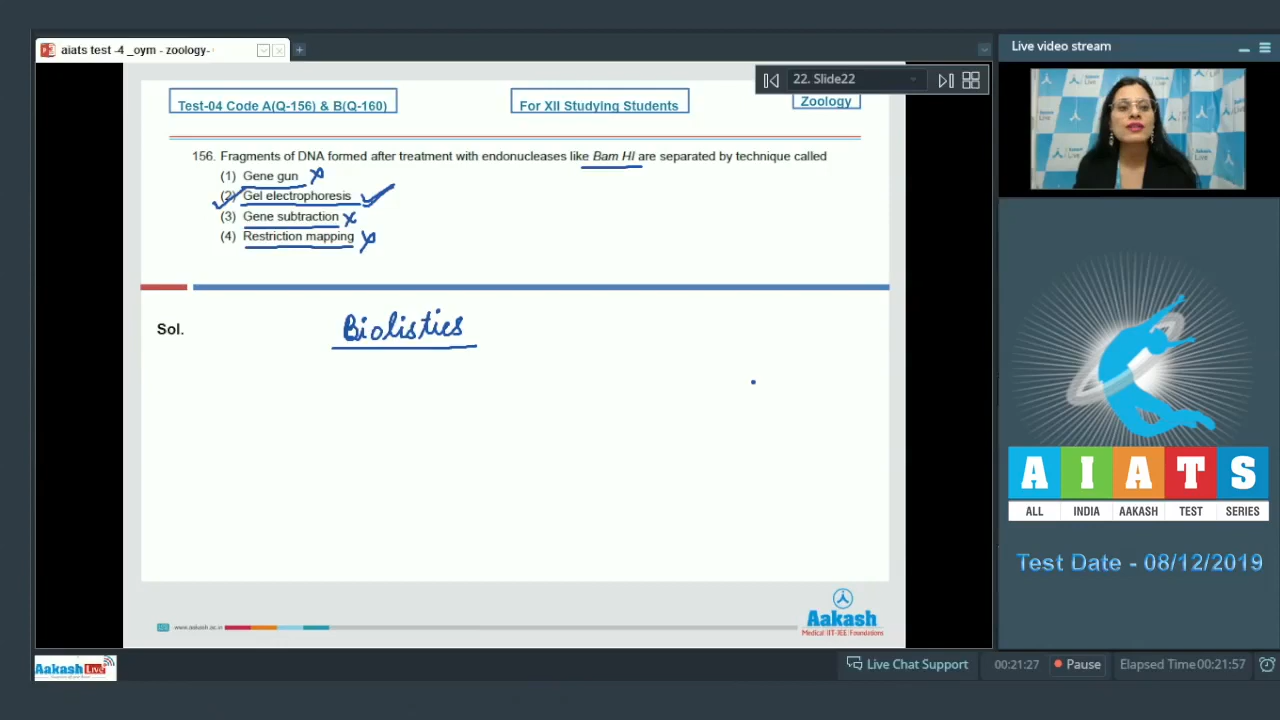 aiats test -4 _oym - zoology-
Live video stream
22. Slide22
Test-04 Code A(Q-156) & B(Q-160)
For XII Studying Students
Zoology
156. Fragments of DNA formed after treatment with endonucleases like Bam HI are separated by technique called
(1) Gene gun
(2) Gel electrophoresis
(3) Gene subtraction
(4) Restriction mapping
Sol.
Biolistics
A I A T S
ALL INDIA AAKASH TEST SERIES
Test Date - 08/12/2019
www.aakash.ac.in
Aakash
Medical|IIT-JEE|Foundations
Aakash Live
Live Chat Support
00:21:27
Pause
Elapsed Time 00:21:57